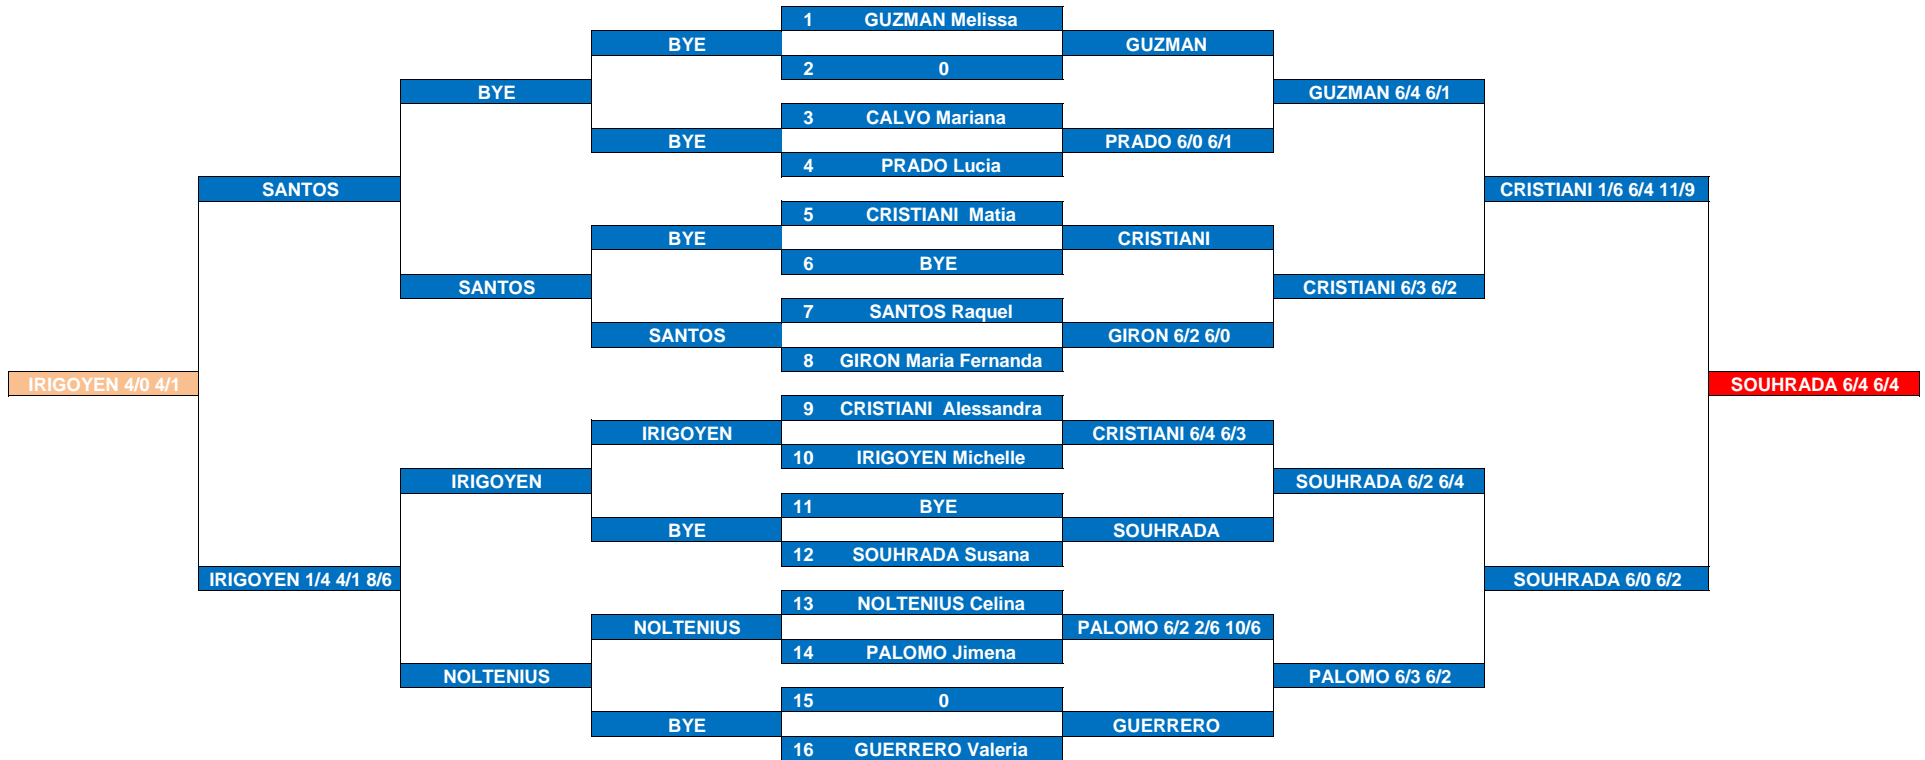 1 GUZMAN Melissa
BYE GUZMAN
2 0
BYE GUZMAN 6/4 6/1
3 CALVO Mariana
BYE PRADO 6/0 6/1
4 PRADO Lucia
SANTOS CRISTIANI 1/6 6/4 11/9
5 CRISTIANI Matia
BYE CRISTIANI
6 BYE
SANTOS CRISTIANI 6/3 6/2
7 SANTOS Raquel
SANTOS GIRON 6/2 6/0
8 GIRON Maria Fernanda
IRIGOYEN 4/0 4/1 SOUHRADA 6/4 6/4
9 CRISTIANI Alessandra
IRIGOYEN CRISTIANI 6/4 6/3
10 IRIGOYEN Michelle
IRIGOYEN SOUHRADA 6/2 6/4
11 BYE
BYE SOUHRADA
12 SOUHRADA Susana
IRIGOYEN 1/4 4/1 8/6 SOUHRADA 6/0 6/2
13 NOLTENIUS Celina
NOLTENIUS PALOMO 6/2 2/6 10/6
14 PALOMO Jimena
NOLTENIUS PALOMO 6/3 6/2
15 0
BYE GUERRERO
16 GUERRERO Valeria